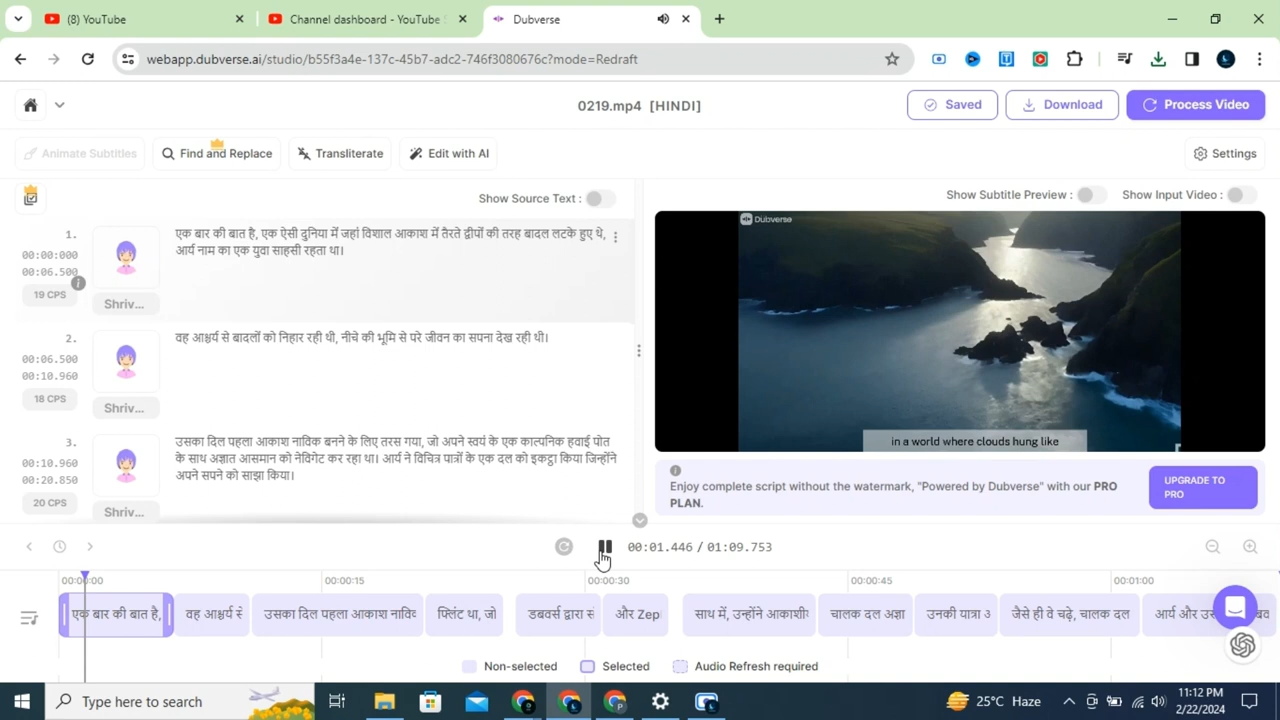 (8) YouTube
Channel dashboard - YouTube S
Dubverse
webapp.dubverse.ai/studio/b55f3a4e-137c-45b7-adc2-746f3080676c?mode=Redraft
0219.mp4 [HINDI]
Saved
Download
Process Video
Animate Subtitles
Find and Replace
Transliterate
Edit with AI
Settings
Show Source Text :
Show Subtitle Preview :
Show Input Video :
1.
00:00:000
00:06.500
19 CPS
Shriv...
एक बार की बात है, एक ऐसी दुनिया में जहां विशाल आकाश में तैरते द्वीपों की तरह बादल लटके हुए थे,
आर्य नाम का एक युवा साहसी रहता था।
2.
00:06.500
00:10.960
18 CPS
Shriv...
वह आश्चर्य से बादलों को निहार रही थी, नीचे की भूमि से परे जीवन का सपना देख रही थी।
3.
00:10.960
00:20.850
20 CPS
Shriv...
उसका दिल पहला आकाश नाविक बनने के लिए तरस गया, जो अपने स्वयं के एक काल्पनिक हवाई पोत
के साथ अज्ञात आसमान को नेविगेट कर रहा था। आर्य ने विचित्र पात्रों के एक दल को इकट्ठा किया जिन्होंने
अपने सपने को साझा किया।
Dubverse
in a world where clouds hung like
Enjoy complete script without the watermark, "Powered by Dubverse" with our PRO
PLAN.
UPGRADE TO
PRO
00:01.446 / 01:09.753
00:00:00
00:00:15
00:00:30
00:00:45
00:01:00
एक बार की बात है,
वह आश्चर्य से
उसका दिल पहला आकाश नावि
फ्लिंट था, जो
डबवर्स द्वारा सं
और Zep
साथ में, उन्होंने आकाशी
चालक दल अज्ञा
उनकी यात्रा अ
जैसे ही वे चढ़े, चालक दल
आर्य और उस
Non-selected
Selected
Audio Refresh required
Type here to search
25°C Haze
11:12 PM
2/22/2024